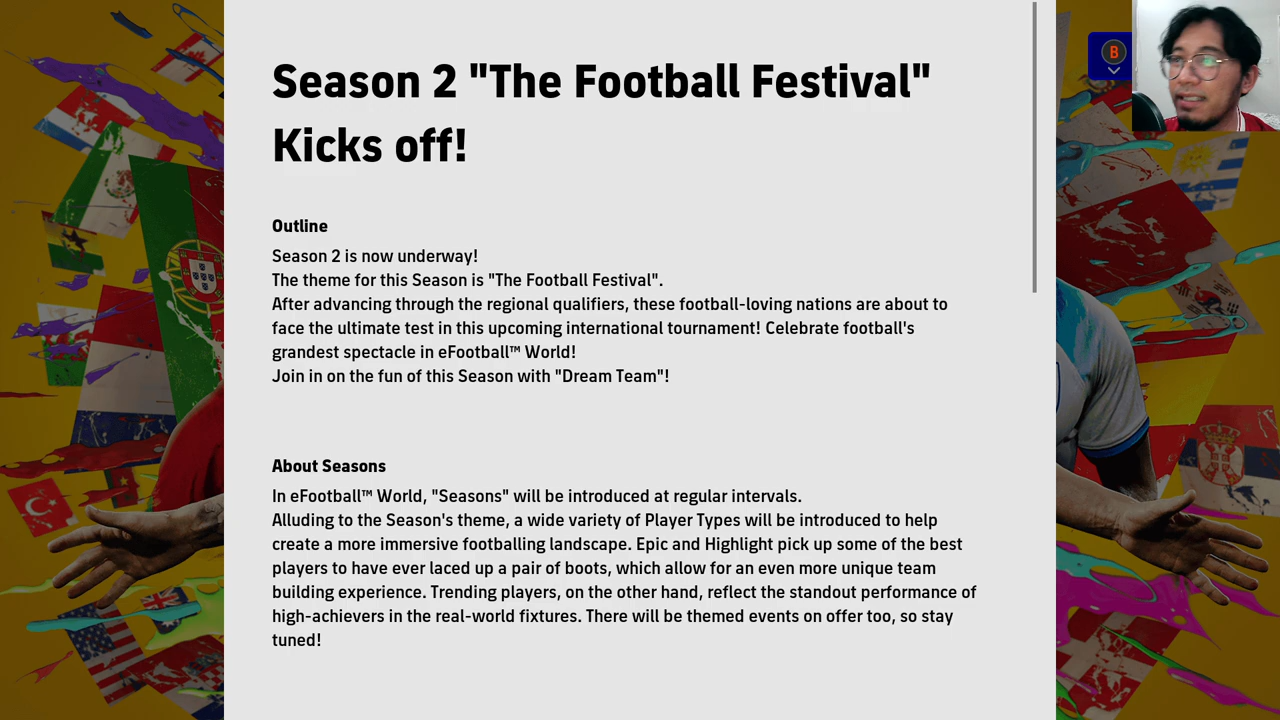 Season 2 "The Football Festival"
Kicks off!
B
Outline
Season 2 is now underway!
The theme for this Season is "The Football Festival".
After advancing through the regional qualifiers, these football-loving nations are about to
face the ultimate test in this upcoming international tournament! Celebrate football's
grandest spectacle in eFootball™ World!
Join in on the fun of this Season with "Dream Team"!
About Seasons
In eFootball™ World, "Seasons" will be introduced at regular intervals.
Alluding to the Season's theme, a wide variety of Player Types will be introduced to help
create a more immersive footballing landscape. Epic and Highlight pick up some of the best
players to have ever laced up a pair of boots, which allow for an even more unique team
building experience. Trending players, on the other hand, reflect the standout performance of
high-achievers in the real-world fixtures. There will be themed events on offer too, so stay
tuned!